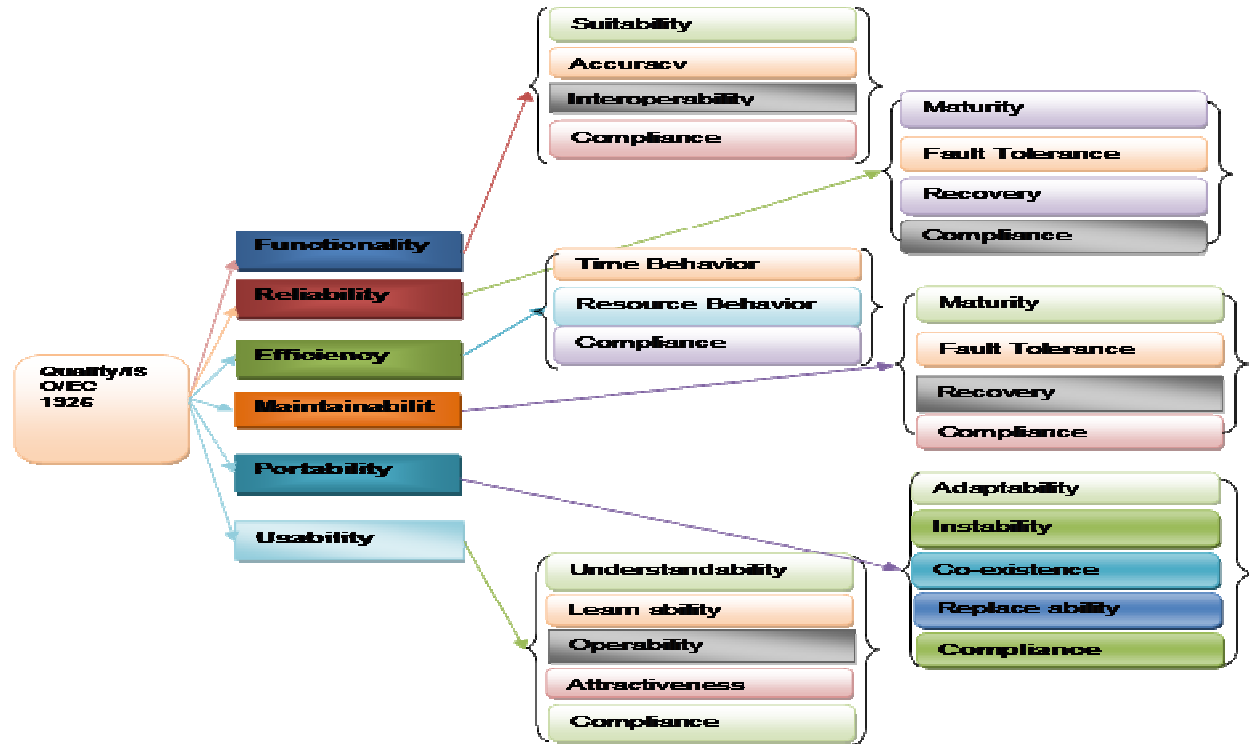 Suitability
Accuracy
Interoperability
Compliance
Maturity
Fault Tolerance
Recovery
Compliance
Functionality
Reliability
Efficiency
Maintainabilit
Portability
Usability
Quality/IS
O/IEC
1926
Time Behavior
Resource Behavior
Compliance
Maturity
Fault Tolerance
Recovery
Compliance
Adaptability
Instability
Co-existence
Replace ability
Compliance
Understandability
Learn ability
Operability
Attractiveness
Compliance